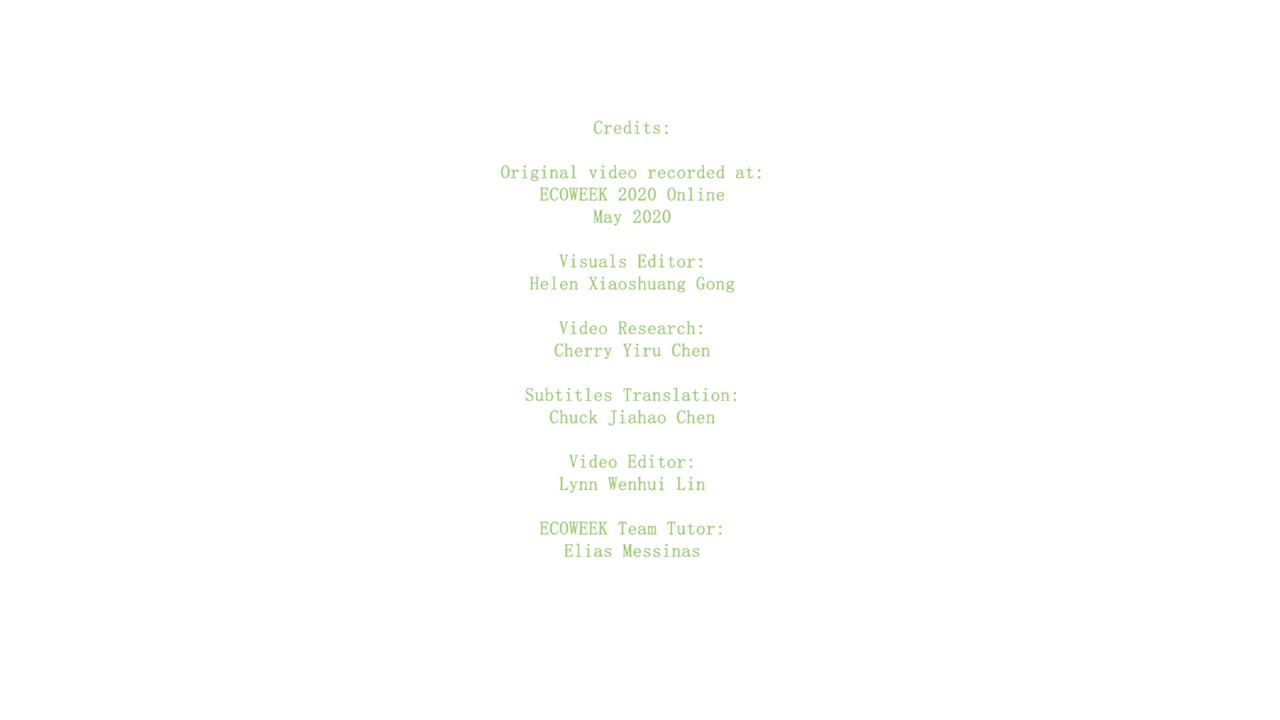 Credits:
Original video recorded at:
ECOWEEK 2020 Online
May 2020
Visuals Editor:
Helen Xiaoshuang Gong
Video Research:
Cherry Yiru Chen
Subtitles Translation:
Chuck Jiahao Chen
Video Editor:
Lynn Wenhui Lin
ECOWEEK Team Tutor:
Elias Messinas